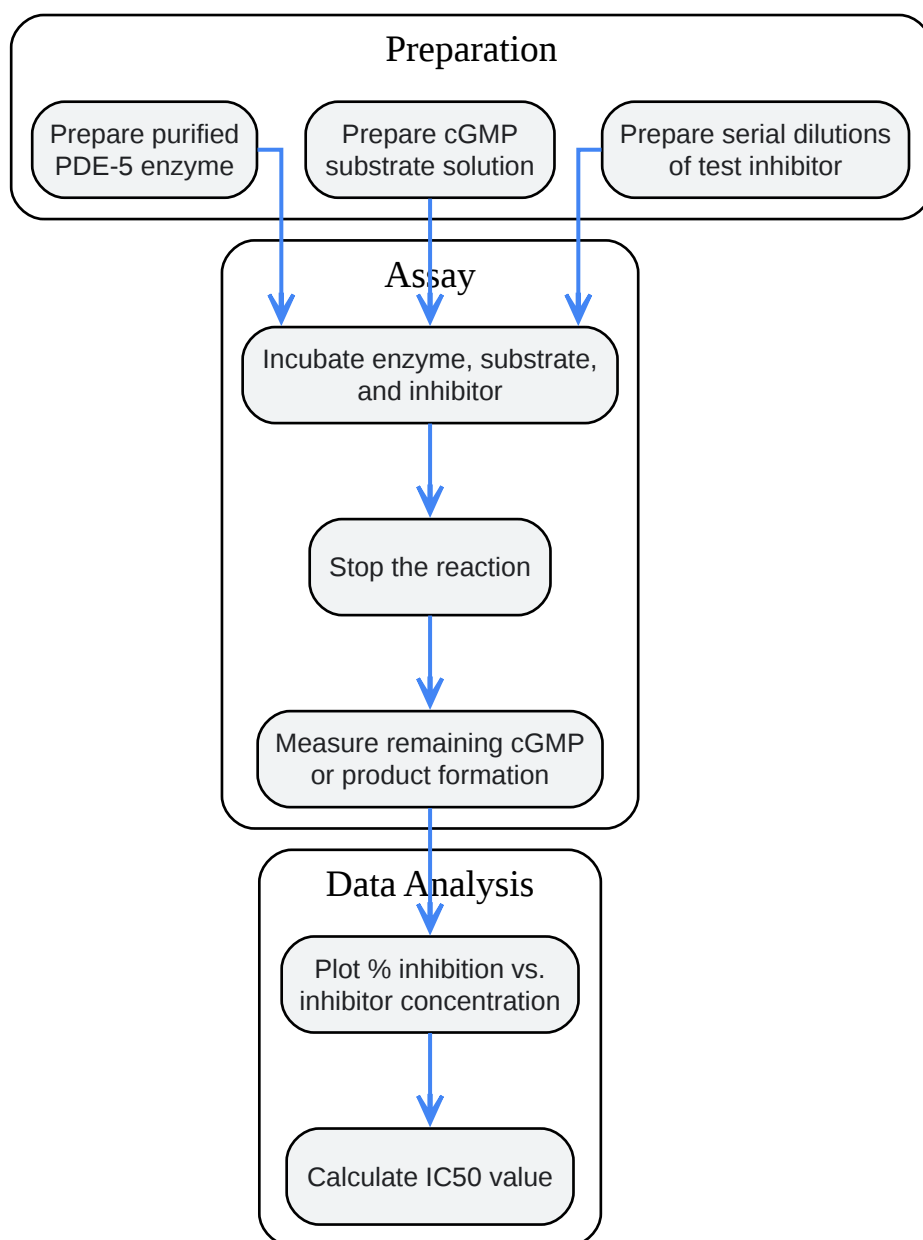 Preparation
Prepare purified
PDE-5 enzyme
Prepare cGMP
substrate solution
Prepare serial dilutions
of test inhibitor
Assay
Incubate enzyme, substrate,
and inhibitor
Stop the reaction
Measure remaining cGMP
or product formation
Data Analysis
Plot % inhibition vs.
inhibitor concentration
Calculate IC50 value